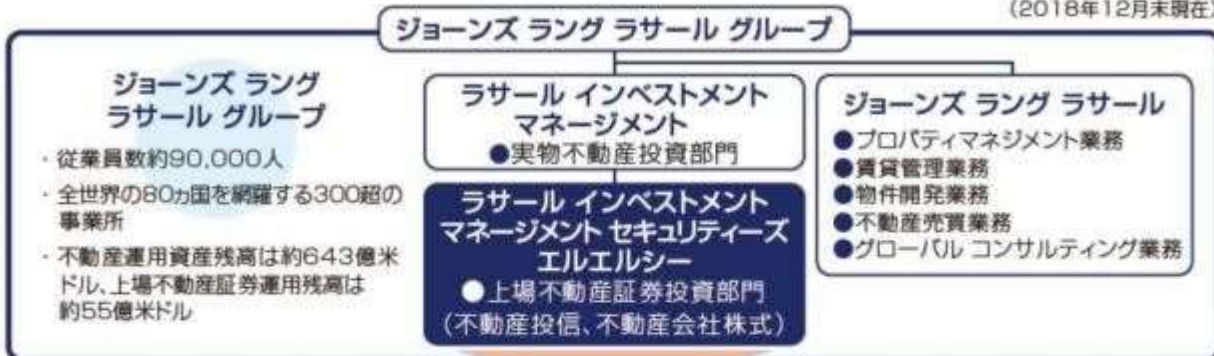 （2018年12月末現在）
ジョーンズ ラング ラサール グループ
ジョーンズ ラング
ラサール グループ
・従業員数約90,000人
・全世界の80カ国を網羅する300超の
事業所
・不動産運用資産残高は約643億米
ドル、上場不動産証券運用残高は
約55億米ドル
ラサール インベストメント
マネージメント
●実物不動産投資部門
ラサール インベストメント
マネージメント セキュリティーズ
エルエルシー
●上場不動産証券投資部門
（不動産投信、不動産会社株式）
ジョーンズ ラング ラサール
●プロパティマネジメント業務
●賃貸管理業務
●物件開発業務
●不動産売買業務
●グローバル コンサルティング業務